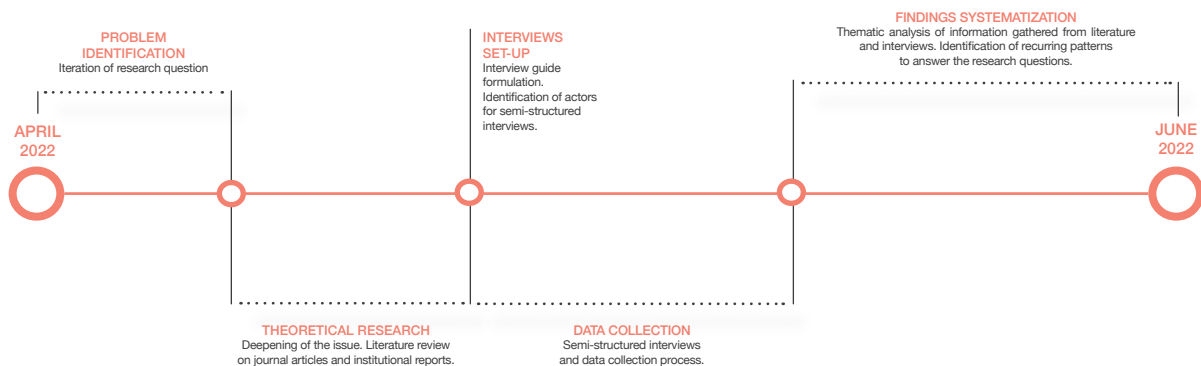 PROBLEM
IDENTIFICATION
Iteration of research question
INTERVIEWS
SET-UP
Interview guide
formulation.
Identification of actors
for semi-structured
interviews.
FINDINGS SYSTEMATIZATION
Thematic analysis of information gathered from literature
and interviews. Identification of recurring patterns
to answer the research questions.
APRIL
2022
JUNE
2022
THEORETICAL RESEARCH
Deepening of the issue. Literature review
on journal articles and institutional reports.
DATA COLLECTION
Semi-structured interviews
and data collection process.